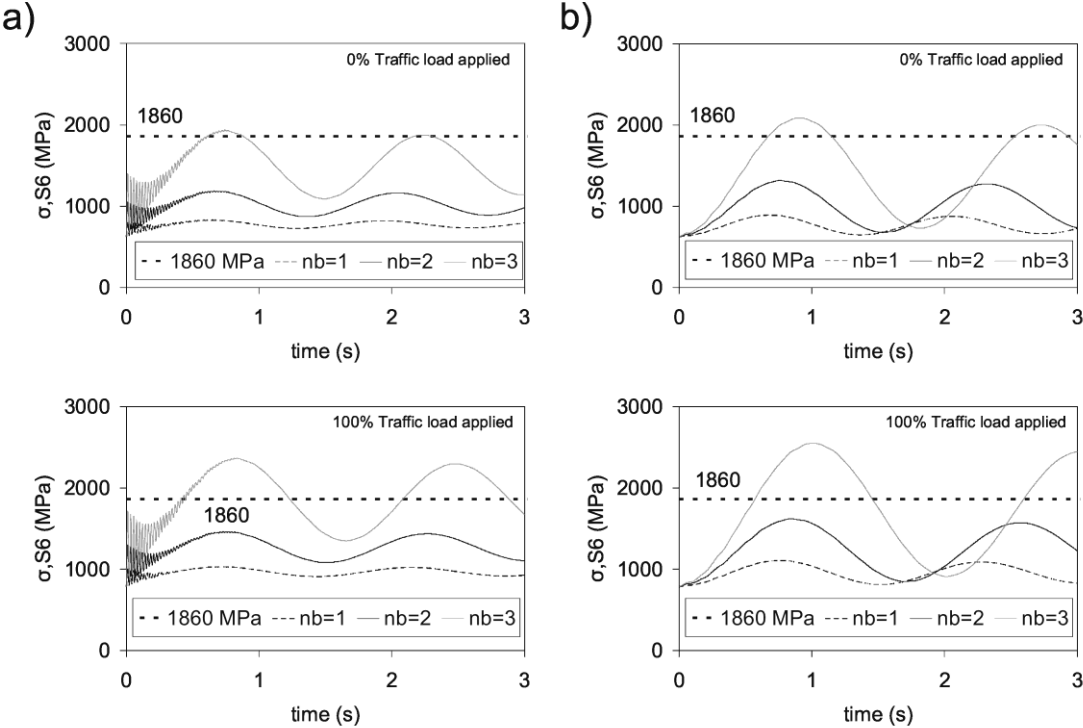 a)
3000
2000
1000
0
σ,S6 (MPa)
0% Traffic load applied
1860
1860 MPa nb=1 nb=2 nb=3
0 1 2 3
time (s)
b)
3000
2000
1000
0
σ,S6 (MPa)
0% Traffic load applied
1860
1860 MPa nb=1 nb=2 nb=3
0 1 2 3
time (s)
3000
2000
1000
0
σ,S6 (MPa)
100% Traffic load applied
1860
1860 MPa nb=1 nb=2 nb=3
0 1 2 3
time (s)
3000
2000
1000
0
σ,S6 (MPa)
100% Traffic load applied
1860
1860 MPa nb=1 nb=2 nb=3
0 1 2 3
time (s)